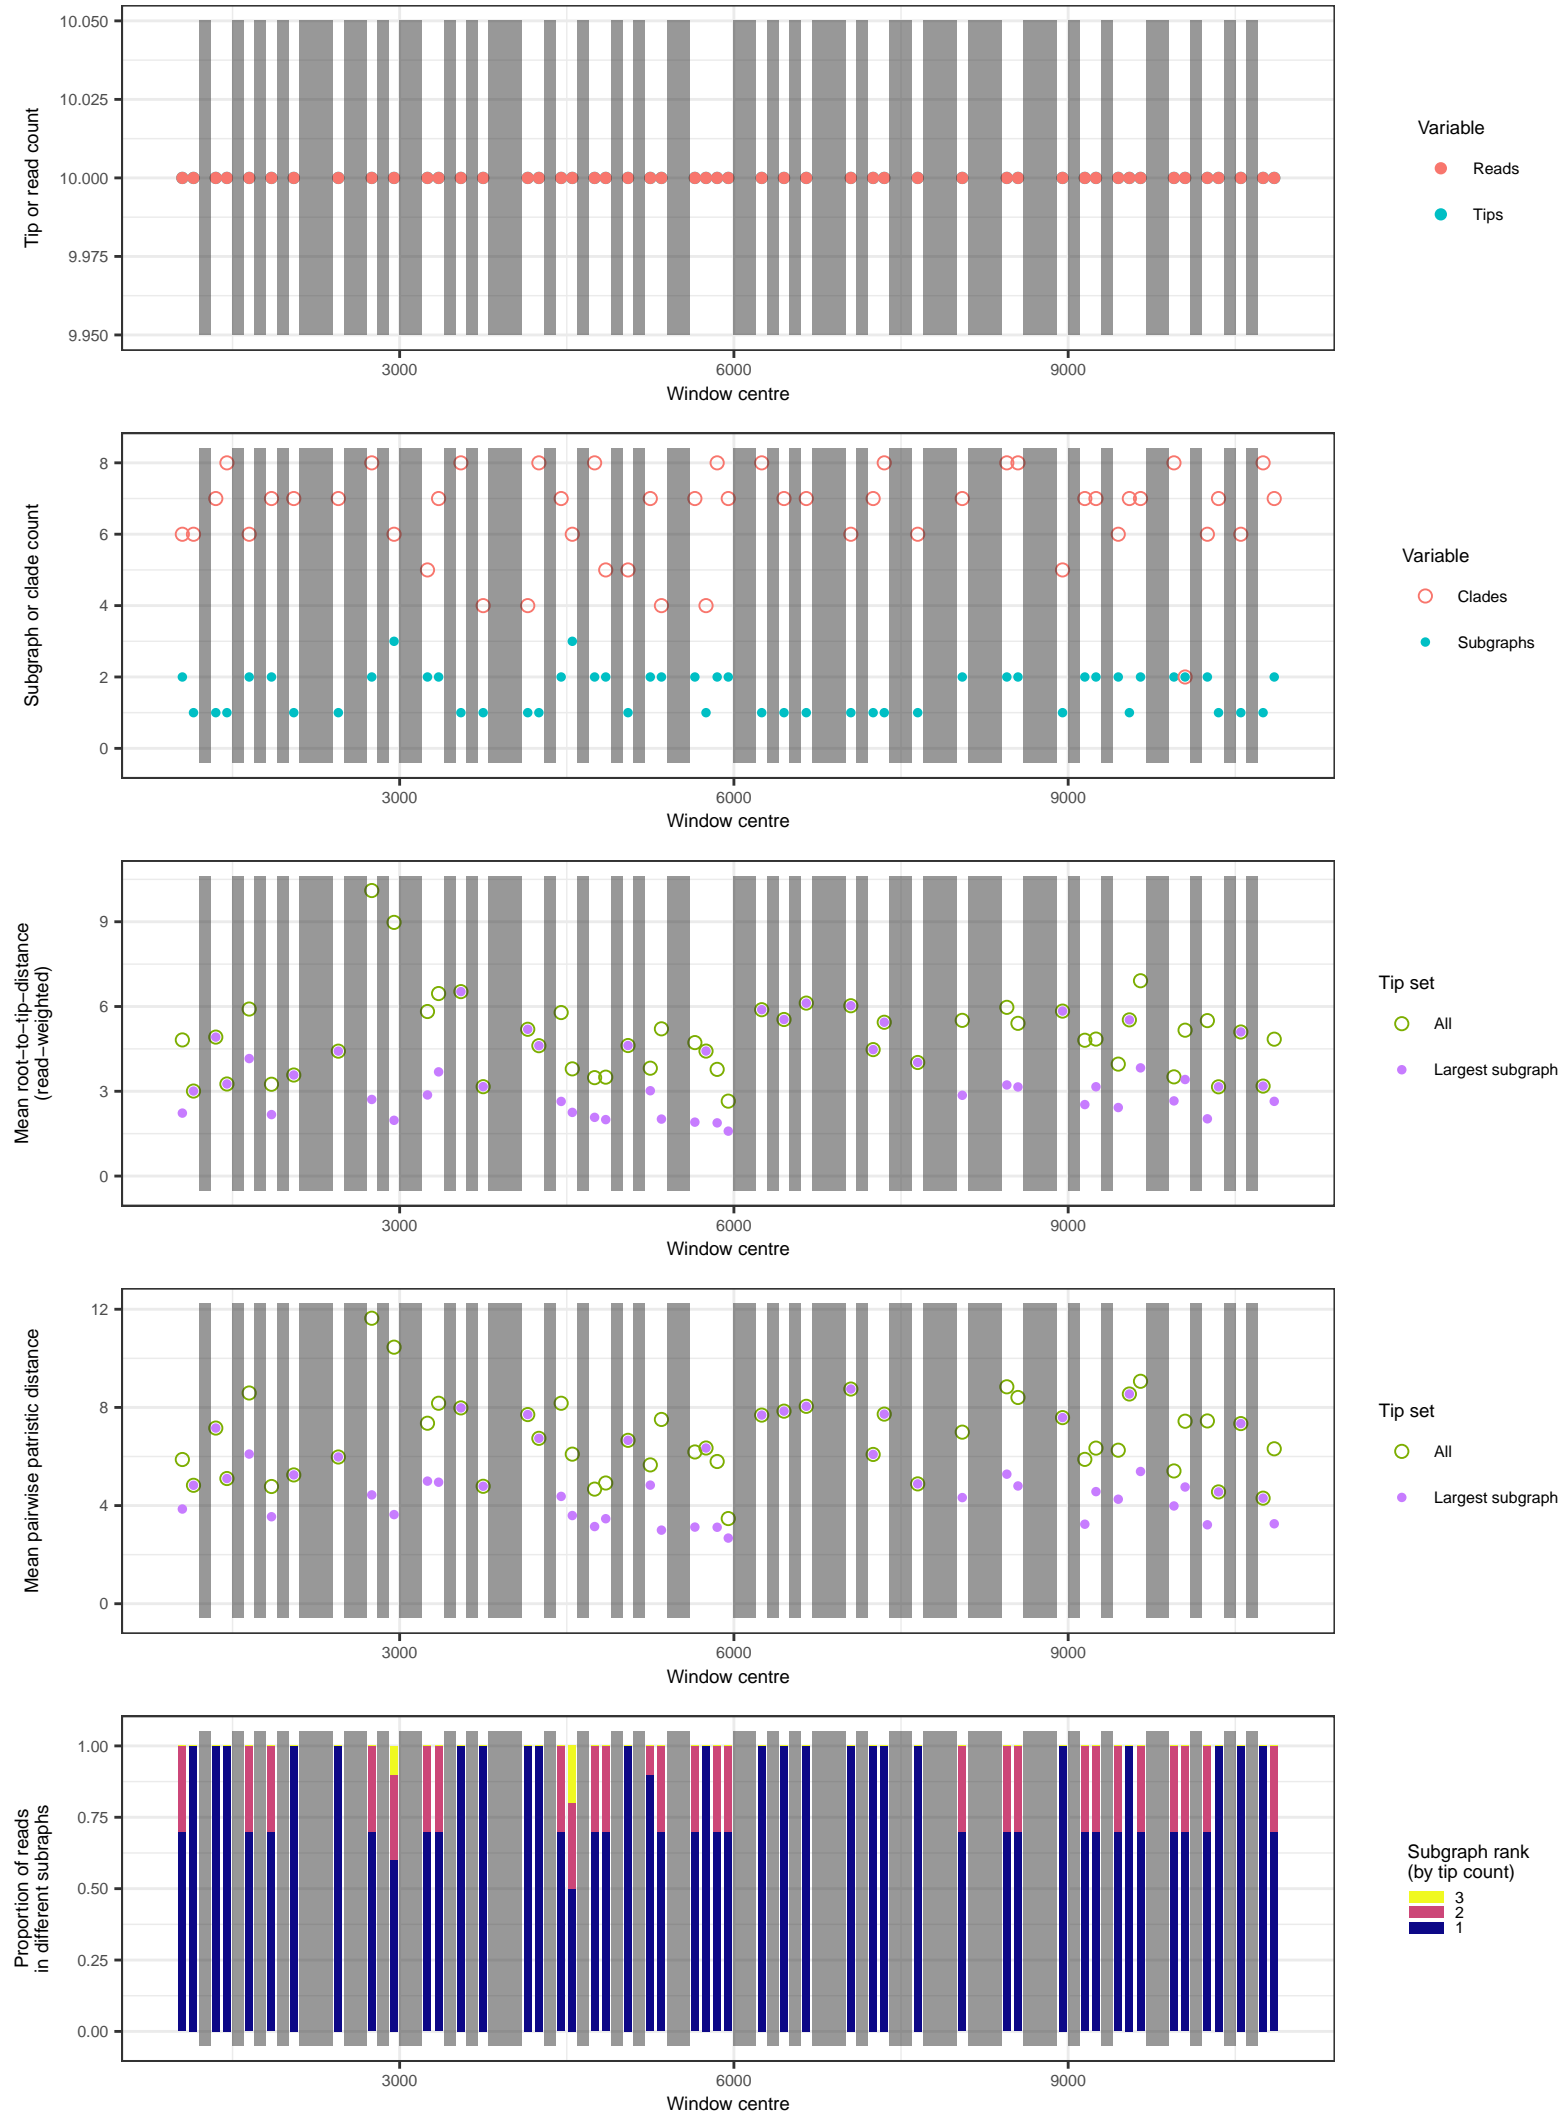 10.050
10.025
10.000
9.975
9.950
Tip or read count
3000 6000 9000
Window centre
Variable
Reads
Tips
8
6
4
2
0
Subgraph or clade count
3000 6000 9000
Window centre
Variable
Clades
Subgraphs
9
6
3
0
Mean root−to−tip−distance
(read−weighted)
3000 6000 9000
Window centre
Tip set
All
Largest subgraph
12
8
4
0
Mean pairwise patristic distance
3000 6000 9000
Window centre
Tip set
All
Largest subgraph
1.00
0.75
0.50
0.25
0.00
Proportion of reads
in different subraphs
3000 6000 9000
Window centre
Subgraph rank
(by tip count)
3
2
1